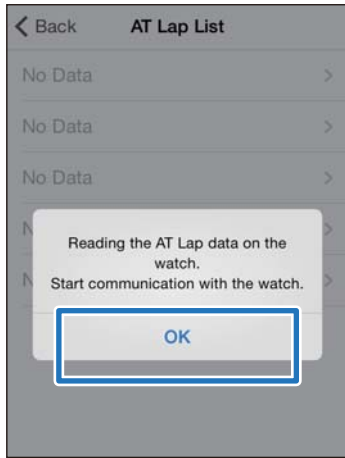 Back AT Lap List
No Data
No Data
No Data
N
N
Reading the AT Lap data on the
watch.
Start communication with the watch.
OK